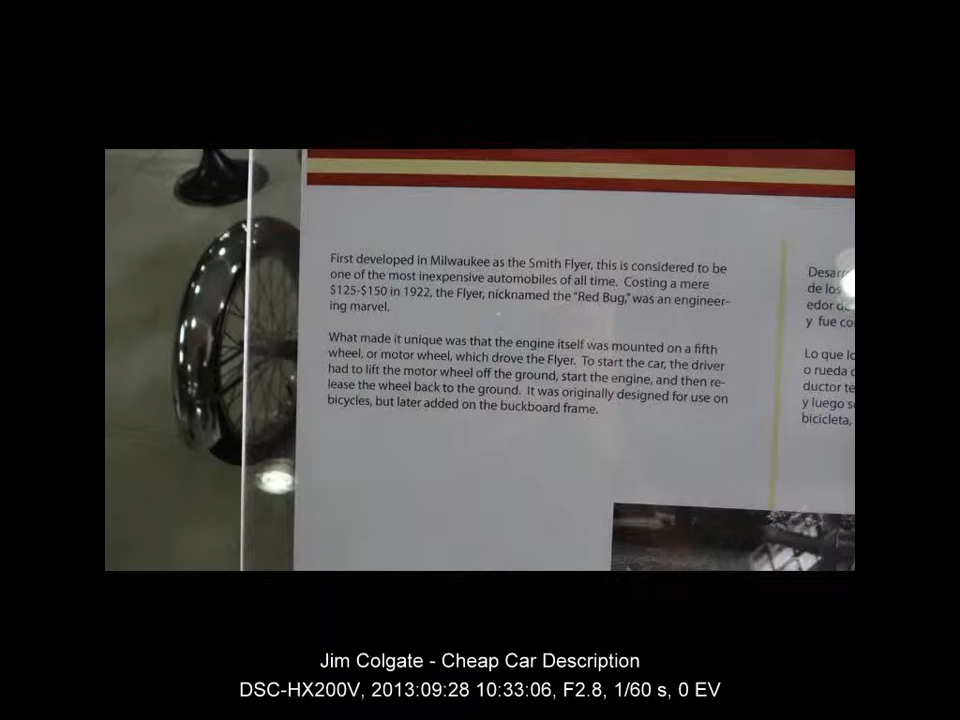 First developed in Milwaukee as the Smith Flyer, this is considered to be
one of the most inexpensive automobiles of all time. Costing a mere
$125-$150 in 1922, the Flyer, nicknamed the "Red Bug," was an engineer-
ing marvel.
What made it unique was that the engine itself was mounted on a fifth
wheel, or motor wheel, which drove the Flyer. To start the car, the driver
had to lift the motor wheel off the ground, start the engine, and then re-
lease the wheel back to the ground. It was originally designed for use on
bicycles, but later added on the buckboard frame.
de los
edor
y fue
Lo que
o rueda
ductor
y luego
bicicleta,
Jim Colgate - Cheap Car Description
DSC-HX200V, 2013:09:28 10:33:06, F2.8, 1/60 s, 0 EV